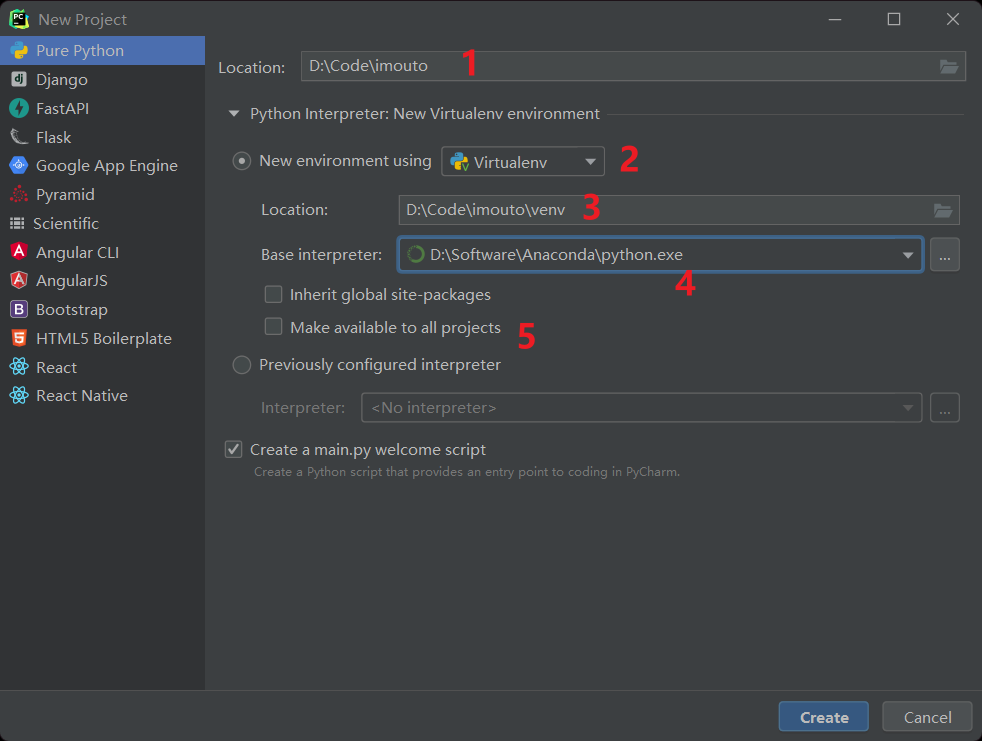 PC New Project
Pure Python
dj Django
FastAPI
Flask
Google App Engine
Pyramid
Scientific
A Angular CLI
A AngularJS
B Bootstrap
5 HTML5 Boilerplate
React
React Native
Location: D:\Code\imouto 1
Python Interpreter: New Virtualenv environment
New environment using V Virtualenv 2
Location: D:\Code\imouto\venv 3
Base interpreter: D:\Software\Anaconda\python.exe ...
4
Inherit global site-packages
Make available to all projects 5
Previously configured interpreter
Interpreter: <No interpreter> ...
Create a main.py welcome script
Create a Python script that provides an entry point to coding in PyCharm.
Create Cancel